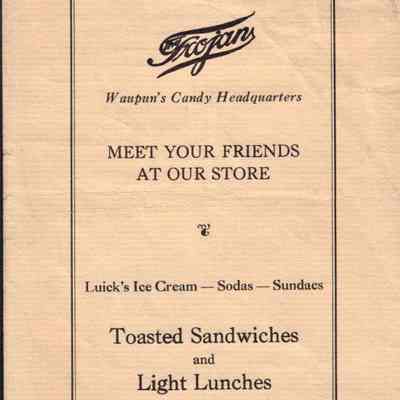 Trojan
Waupun's Candy Headquarters
MEET YOUR FRIENDS
AT OUR STORE
Luick's Ice Cream — Sodas — Sundaes
Toasted Sandwiches
and
Light Lunches